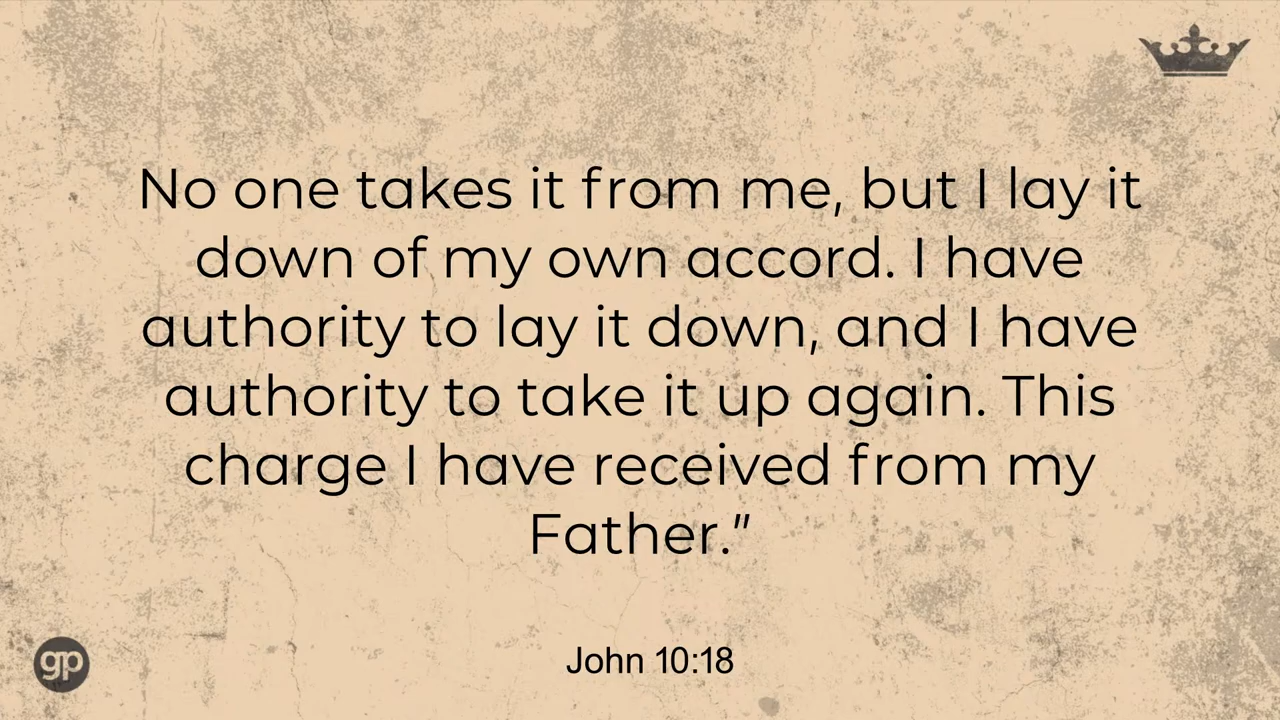 No one takes it from me, but I lay it
down of my own accord. I have
authority to lay it down, and I have
authority to take it up again. This
charge I have received from my
Father.”
John 10:18
gp